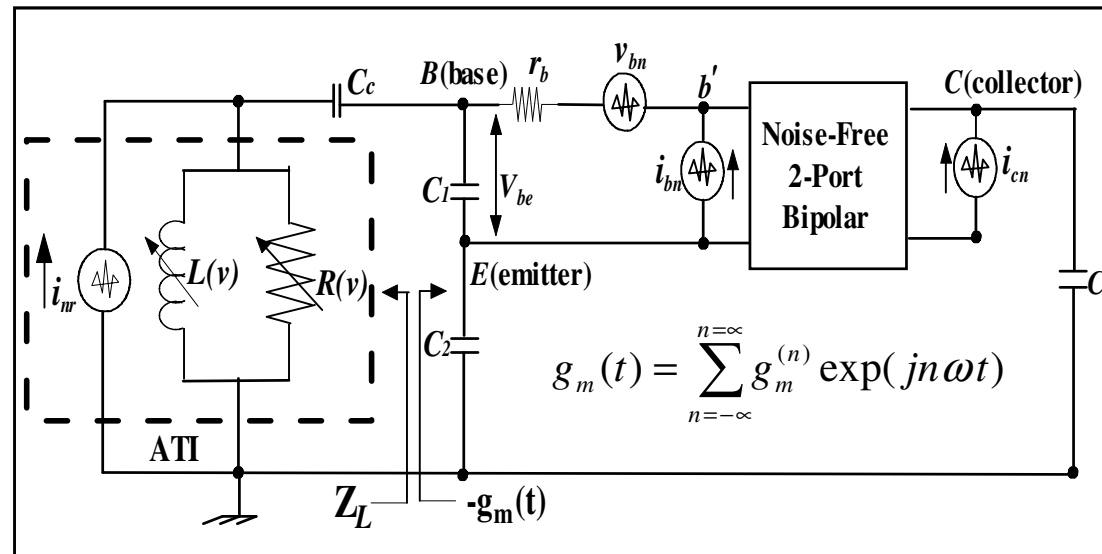 C_c
B(base)
r_b
v_bn
b'
C(collector)
Noise-Free
2-Port
Bipolar
i_bn
i_cn
C_1
V_be
i_nr
L(v)
R(v)
E(emitter)
C
C_2
g_m(t) = \sum_{n=-∞}^{n=∞} g_m^{(n)} exp(jnωt)
ATI
Z_L
-g_m(t)